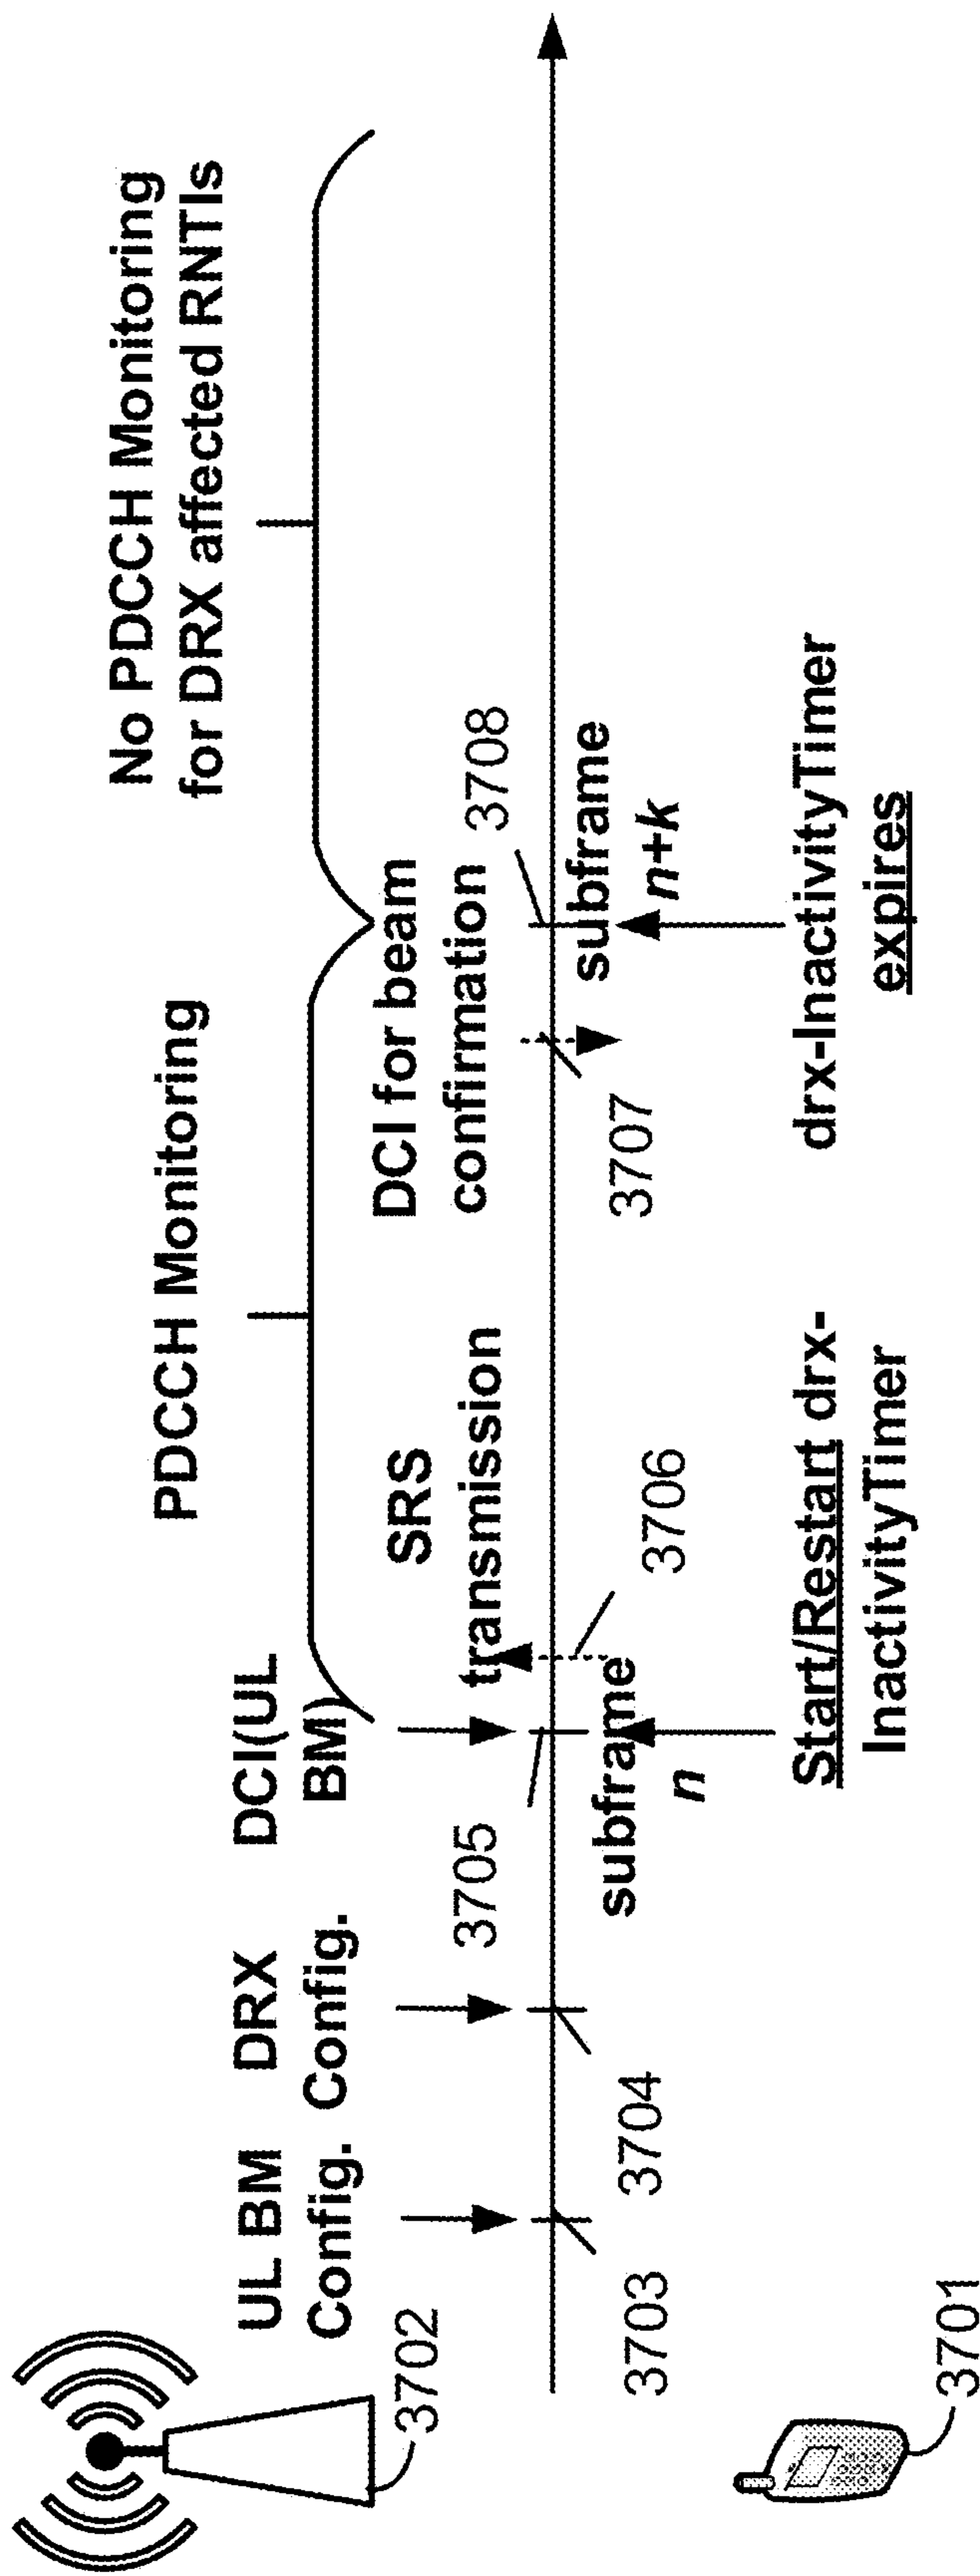 No PDCCH Monitoring
for DRX affected RNTIs
PDCCH Monitoring
UL BM
Config.
DRX
Config.
DCI(UL
BM)
SRS
transmission
DCI for beam
confirmation
3702
3705
3708
3703
3704
subframe
n
3706
3707
subframe
n+k
Start/Restart drx-
InactivityTimer
drx-InactivityTimer
expires
3701